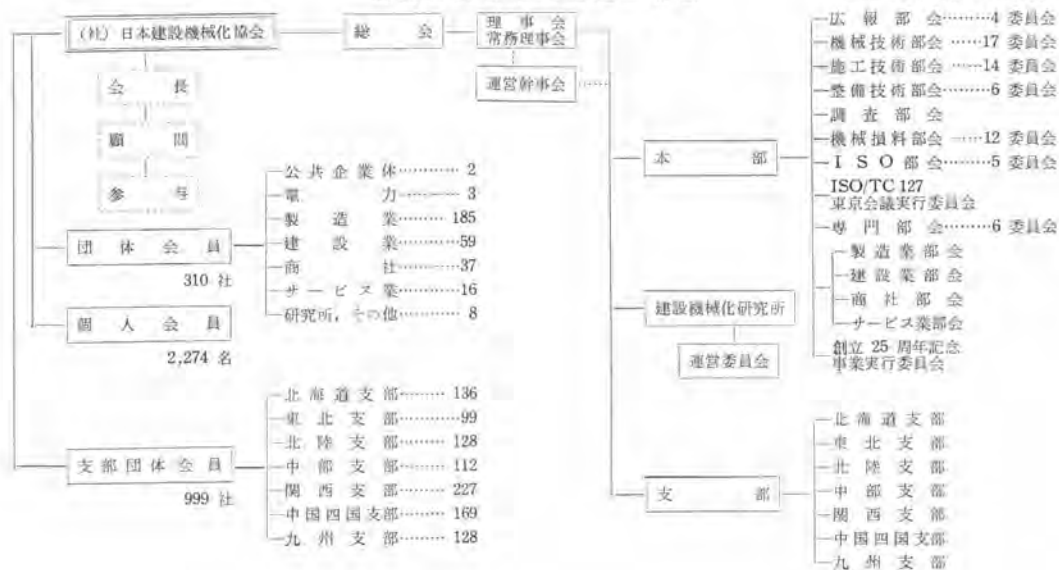 (社)日本建設機械化協会
総会
理事会
常務理事会
運営幹事会
会長
顧問
参与
団体会員
310 社
公共企業体………… 2
電力………… 3
製造業………185
建設業………59
商社………37
サービス業………16
研究所,その他……… 8
個人会員
2,274 名
支部団体会員
999 社
北海道支部……… 136
東北支部………99
北陸支部……… 128
中部支部……… 112
関西支部……… 227
中国四国支部……… 169
九州支部……… 128
本部
広報部会………4 委員会
機械技術部会……17 委員会
施工技術部会……14 委員会
整備技術部会………6 委員会
調査部会
機械損料部会……12 委員会
ISO部会………5 委員会
ISO/TC 127
東京会議実行委員会
専門部会………6 委員会
製造業部会
建設業部会
商社部会
サービス業部会
創立 25 周年記念
事業実行委員会
建設機械化研究所
運営委員会
支部
北海道支部
東北支部
北陸支部
中部支部
関西支部
中国四国支部
九州支部